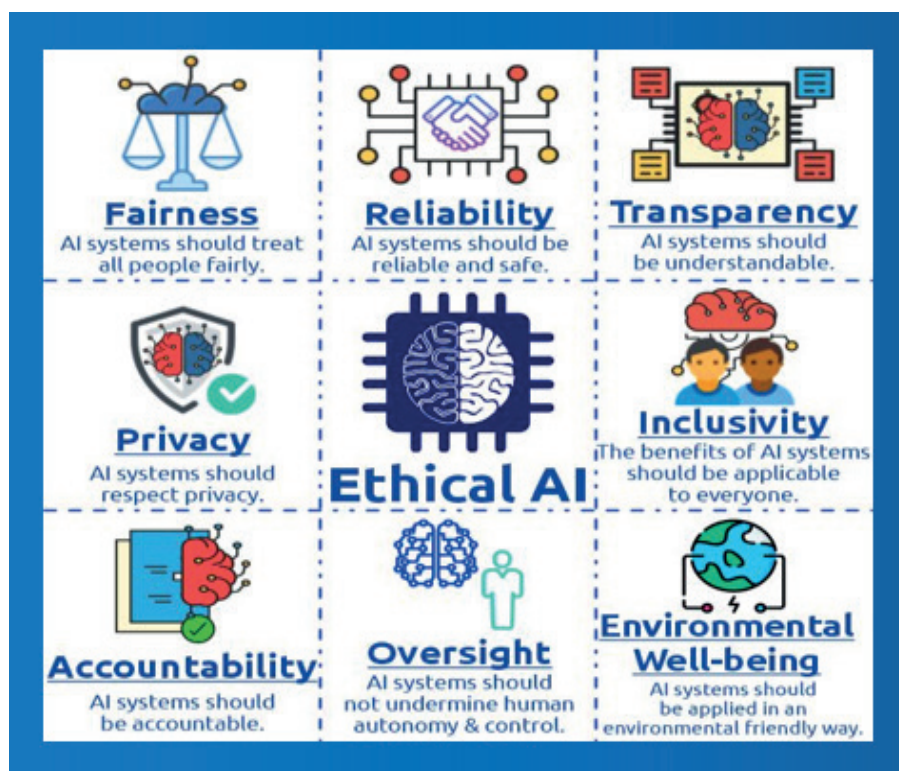 Fairness
AI systems should treat
all people fairly.
Reliability
AI systems should be
reliable and safe.
Transparency
AI systems should
be understandable.
Privacy
AI systems should
respect privacy.
Ethical AI
Inclusivity
The benefits of AI systems
should be applicable
to everyone.
Accountability
AI systems should
be accountable.
Oversight
AI systems should
not undermine human
autonomy & control.
Environmental
Well-being
AI systems should
be applied in an
environmental friendly way.